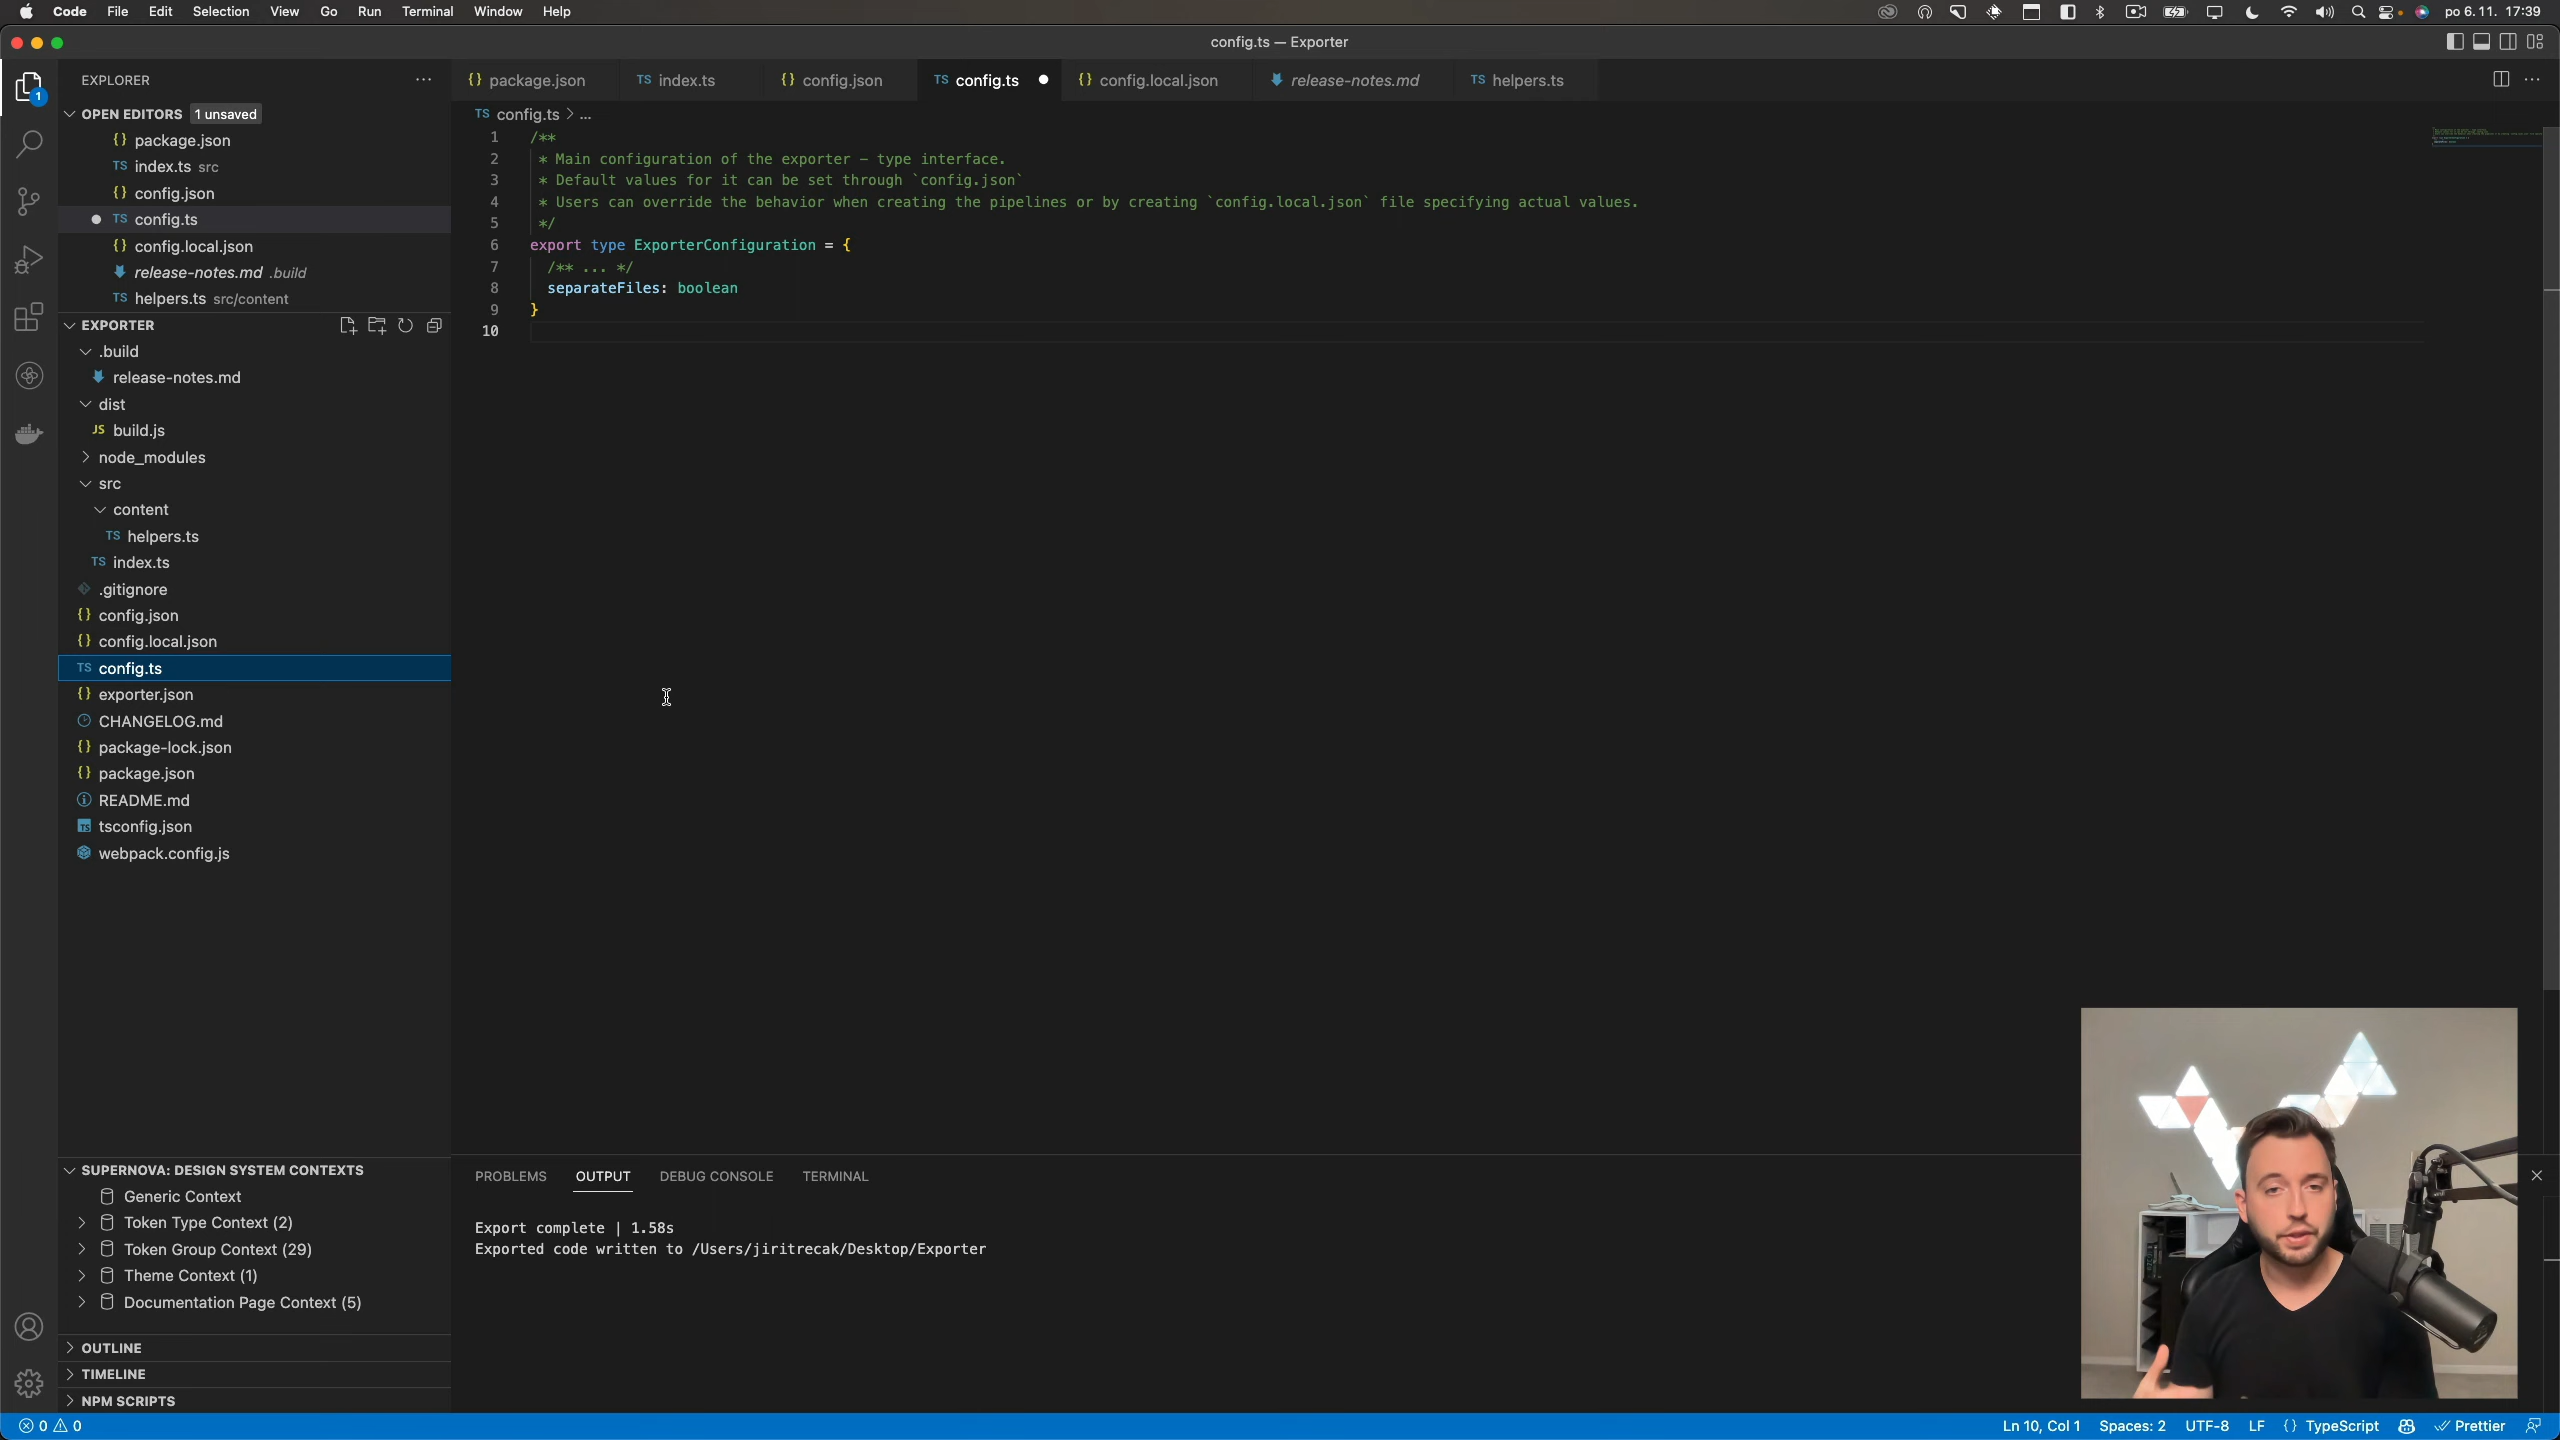 Code File Edit Selection View Go Run Terminal Window Help po 6. 11. 17:39
config.ts — Exporter
EXPLORER
OPEN EDITORS 1 unsaved
package.json
index.ts src
config.json
config.ts
config.local.json
release-notes.md .build
helpers.ts src/content
EXPORTER
.build
release-notes.md
dist
build.js
node_modules
src
content
helpers.ts
index.ts
.gitignore
config.json
config.local.json
config.ts
exporter.json
CHANGELOG.md
package-lock.json
package.json
README.md
tsconfig.json
webpack.config.js
SUPERNOVA: DESIGN SYSTEM CONTEXTS
Generic Context
Token Type Context (2)
Token Group Context (29)
Theme Context (1)
Documentation Page Context (5)
OUTLINE
TIMELINE
NPM SCRIPTS
package.json index.ts config.json config.ts config.local.json release-notes.md helpers.ts
config.ts > ...
1 /**
2 * Main configuration of the exporter – type interface.
3 * Default values for it can be set through `config.json`
4 * Users can override the behavior when creating the pipelines or by creating `config.local.json` file specifying actual values.
5 */
6 export type ExporterConfiguration = {
7 /** ... */
8 separateFiles: boolean
9 }
10
PROBLEMS OUTPUT DEBUG CONSOLE TERMINAL
Export complete | 1.58s
Exported code written to /Users/jiritrecak/Desktop/Exporter
0 0 Ln 10, Col 1 Spaces: 2 UTF-8 LF {} TypeScript Prettier